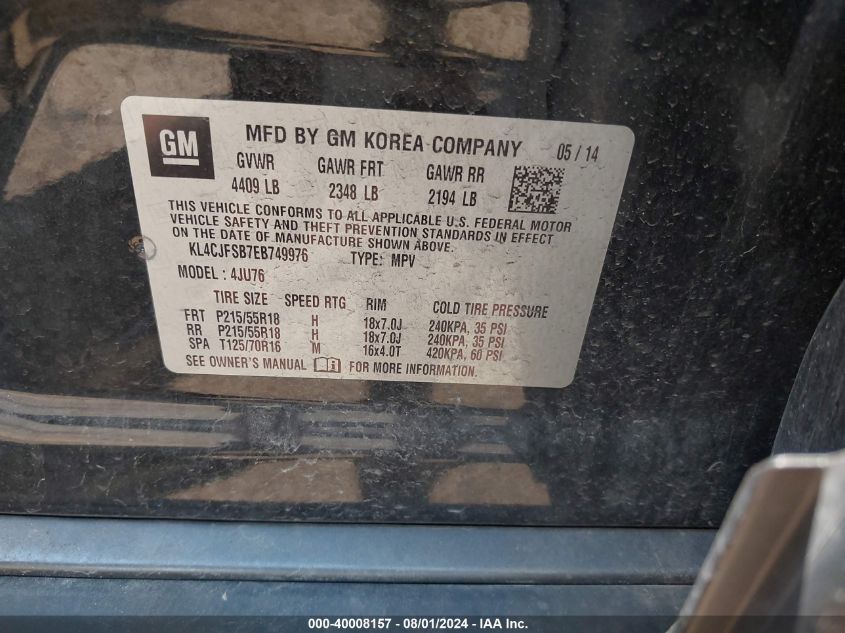 GM
MFD BY GM KOREA COMPANY 05 / 14
GVWR GAWR FRT GAWR RR
4409 LB 2348 LB 2194 LB
THIS VEHICLE CONFORMS TO ALL APPLICABLE U.S. FEDERAL MOTOR
VEHICLE SAFETY AND THEFT PREVENTION STANDARDS IN EFFECT
ON THE DATE OF MANUFACTURE SHOWN ABOVE.
KL4CJFSB7EB749976 TYPE: MPV
MODEL : 4JU76
TIRE SIZE SPEED RTG RIM COLD TIRE PRESSURE
FRT P215/55R18 H 18x7.0J 240KPA, 35 PSI
RR P215/55R18 H 18x7.0J 240KPA, 35 PSI
SPA T125/70R16 M 16x4.0T 420KPA, 60 PSI
SEE OWNER'S MANUAL FOR MORE INFORMATION.
000-40008157 - 08/01/2024 - IAA Inc.